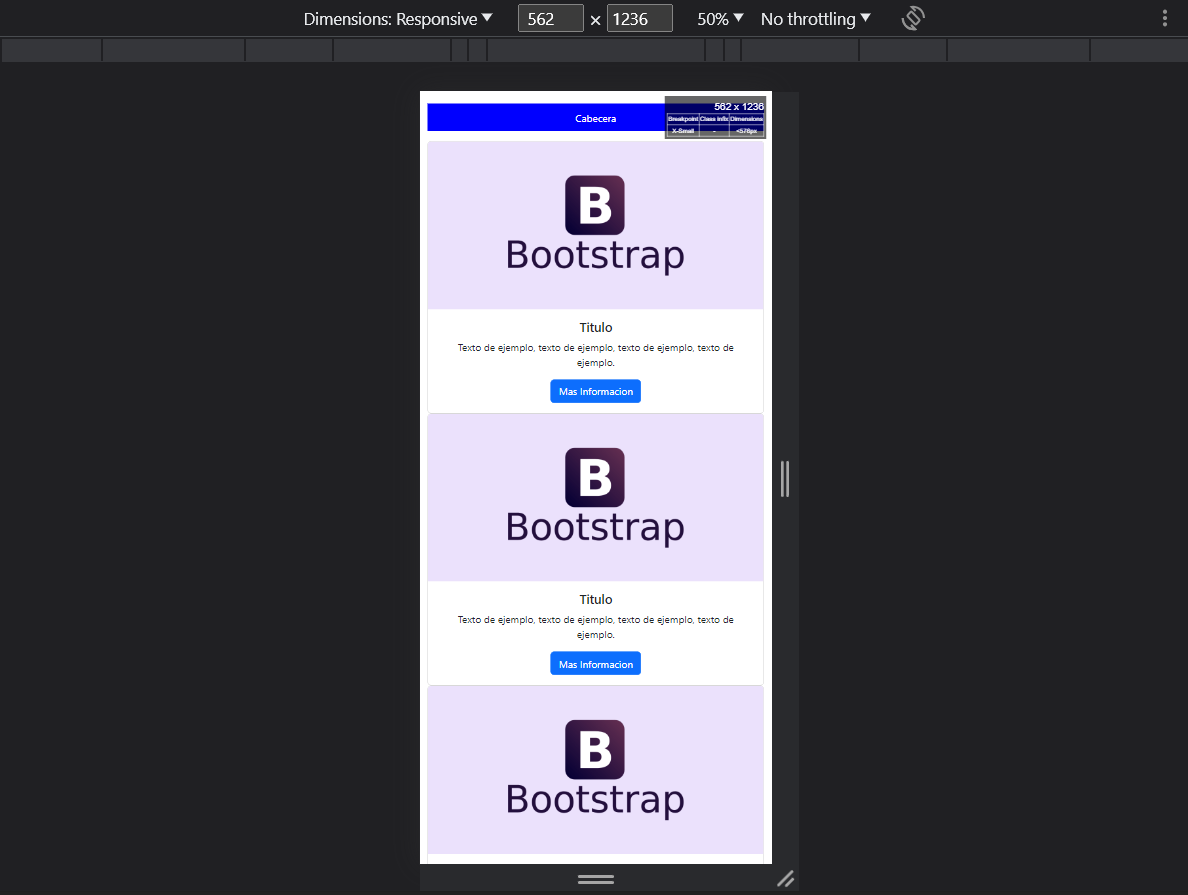 Dimensions: Responsive 562 × 1236 50% No throttling
562 x 1236
Cabecera
Breakpoint Class infix Dimensions
X-Small - <576px
B
Bootstrap
Titulo
Texto de ejemplo, texto de ejemplo, texto de ejemplo, texto de
ejemplo.
Mas Informacion
B
Bootstrap
Titulo
Texto de ejemplo, texto de ejemplo, texto de ejemplo, texto de
ejemplo.
Mas Informacion
B
Bootstrap